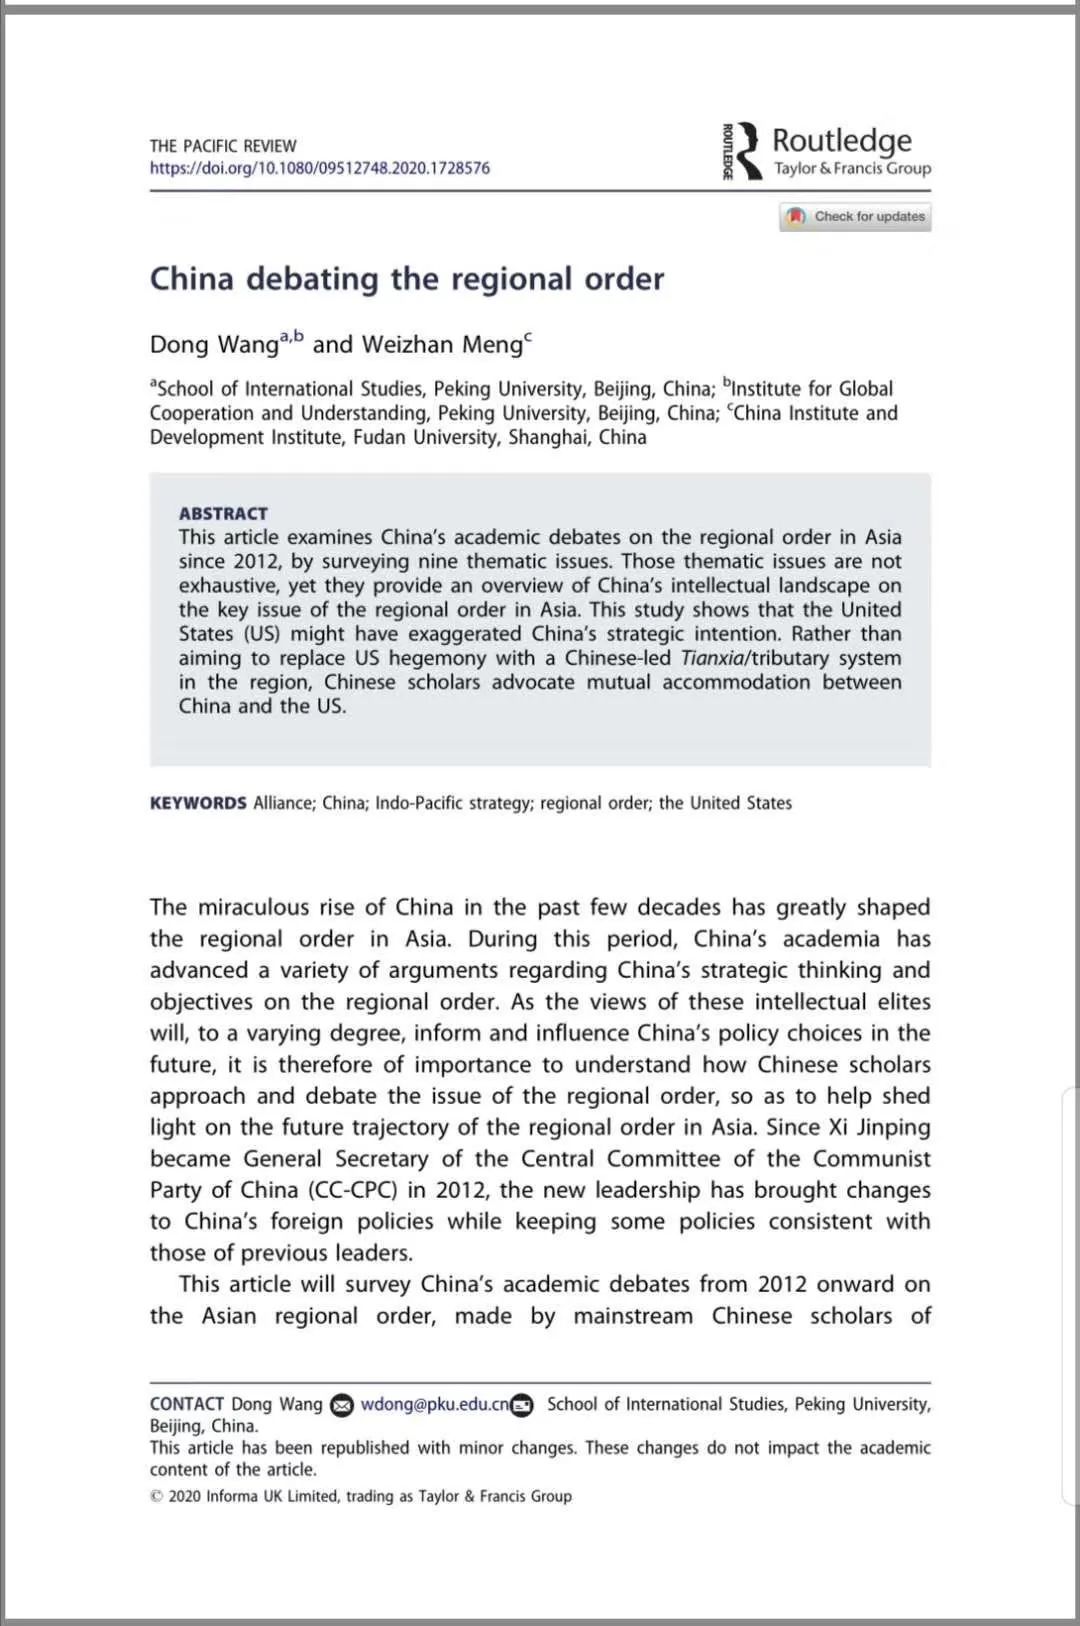 THE PACIFIC REVIEW
https://doi.org/10.1080/09512748.2020.1728576
ROUTLEDGE
Routledge
Taylor & Francis Group
Check for updates
China debating the regional order
Dong Wangᵃ,ᵇ and Weizhan Mengᶜ
ᵃSchool of International Studies, Peking University, Beijing, China; ᵇInstitute for Global
Cooperation and Understanding, Peking University, Beijing, China; ᶜChina Institute and
Development Institute, Fudan University, Shanghai, China
ABSTRACT
This article examines China's academic debates on the regional order in Asia
since 2012, by surveying nine thematic issues. Those thematic issues are not
exhaustive, yet they provide an overview of China's intellectual landscape on
the key issue of the regional order in Asia. This study shows that the United
States (US) might have exaggerated China's strategic intention. Rather than
aiming to replace US hegemony with a Chinese-led Tianxia/tributary system
in the region, Chinese scholars advocate mutual accommodation between
China and the US.
KEYWORDS Alliance; China; Indo-Pacific strategy; regional order; the United States
The miraculous rise of China in the past few decades has greatly shaped
the regional order in Asia. During this period, China's academia has
advanced a variety of arguments regarding China's strategic thinking and
objectives on the regional order. As the views of these intellectual elites
will, to a varying degree, inform and influence China's policy choices in the
future, it is therefore of importance to understand how Chinese scholars
approach and debate the issue of the regional order, so as to help shed
light on the future trajectory of the regional order in Asia. Since Xi Jinping
became General Secretary of the Central Committee of the Communist
Party of China (CC-CPC) in 2012, the new leadership has brought changes
to China's foreign policies while keeping some policies consistent with
those of previous leaders.
This article will survey China's academic debates from 2012 onward on
the Asian regional order, made by mainstream Chinese scholars of
CONTACT Dong Wang wdong@pku.edu.cn School of International Studies, Peking University,
Beijing, China.
This article has been republished with minor changes. These changes do not impact the academic
content of the article.
© 2020 Informa UK Limited, trading as Taylor & Francis Group